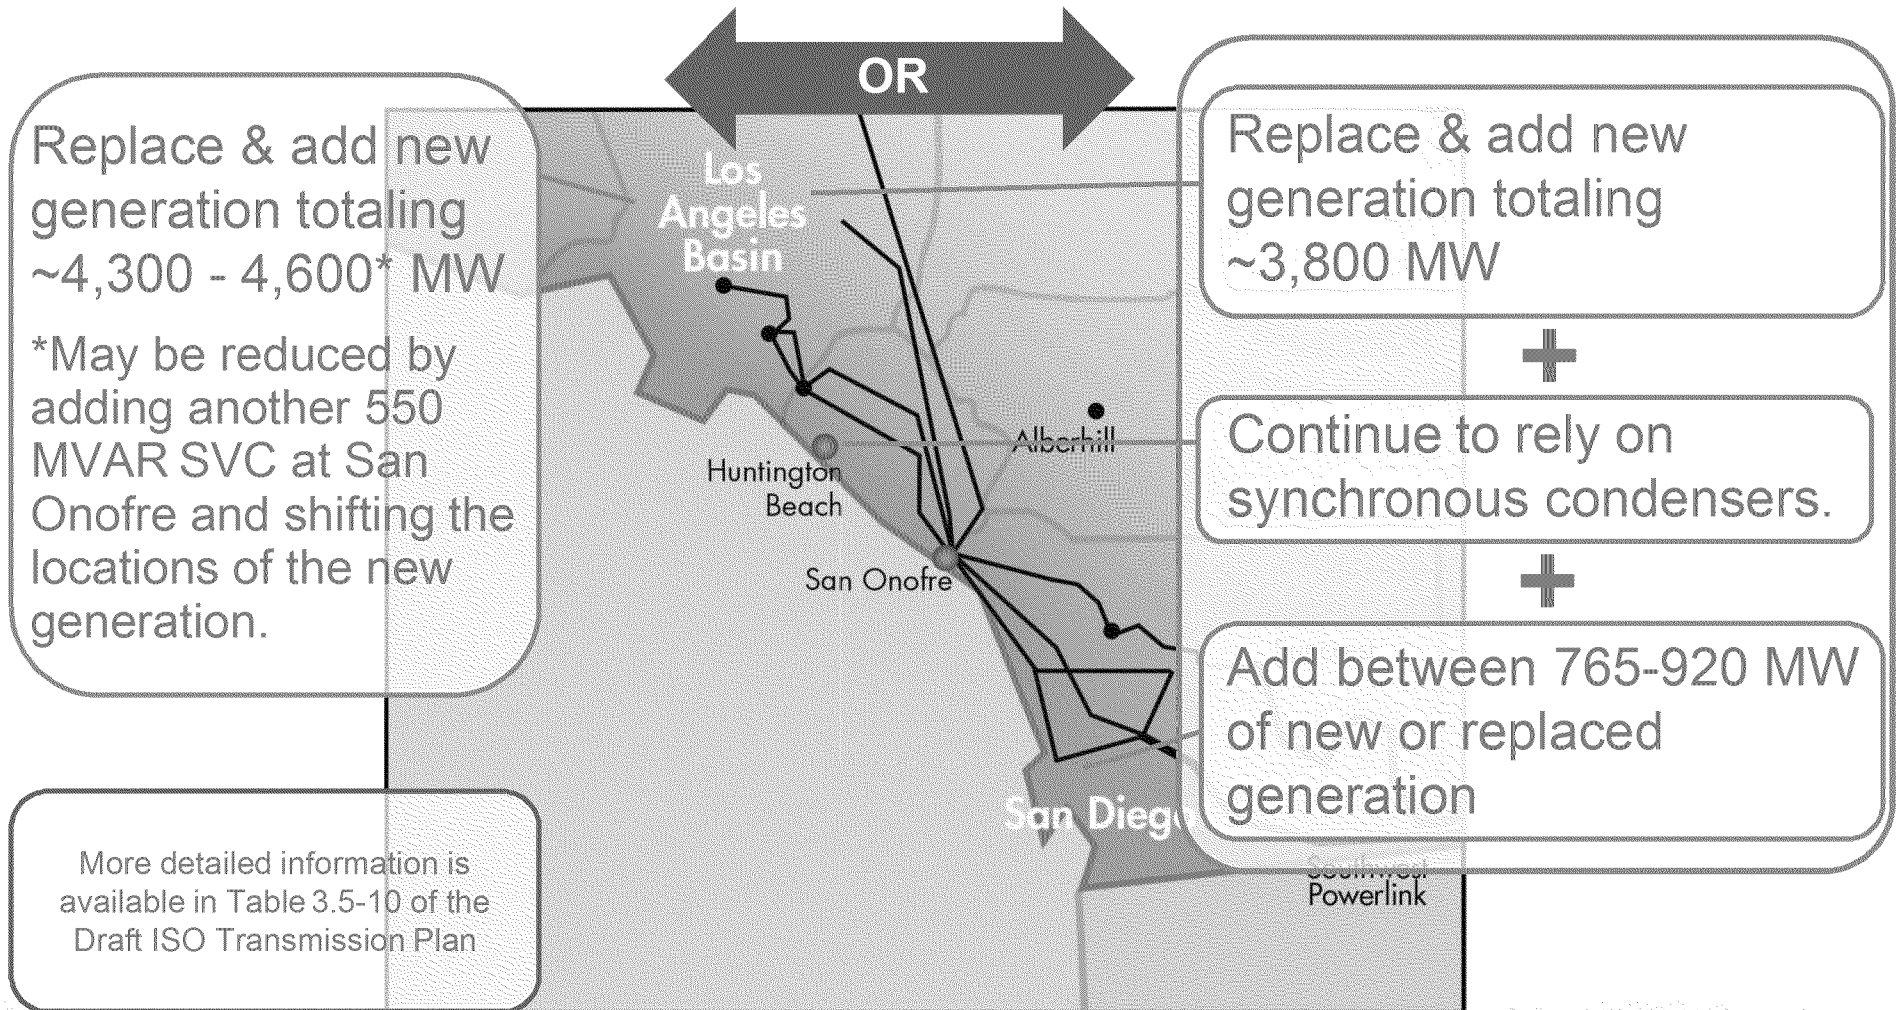 OR
Replace & add new
generation totaling
~4,300 - 4,600* MW
*May be reduced by
adding another 550
MVAR SVC at San
Onofre and shifting the
locations of the new
generation.
More detailed information is
available in Table 3.5-10 of the
Draft ISO Transmission Plan
Los
Angeles
Basin
Huntington
Beach
San Onofre
Alberhill
San Diego
Southwest
Powerlink
Replace & add new
generation totaling
~3,800 MW
+
Continue to rely on
synchronous condensers.
+
Add between 765-920 MW
of new or replaced
generation